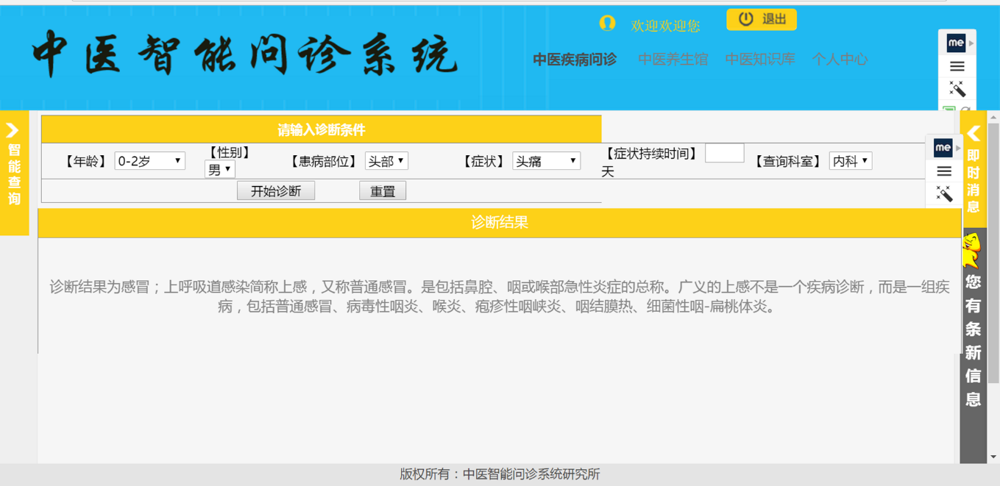 欢迎欢迎您
退出
中医智能问诊系统
中医疾病问诊 中医养生馆 中医知识库 个人中心
me
智能查询
请输入诊断条件
【年龄】 0-2岁 【性别】 男 【患病部位】 头部 【症状】 头痛 【症状持续时间】 天 【查询科室】 内科
me
开始诊断 重置
诊断结果
诊断结果为感冒；上呼吸道感染简称上感，又称普通感冒。是包括鼻腔、咽或喉部急性炎症的总称。广义的上感不是一个疾病诊断，而是一组疾
病，包括普通感冒、病毒性咽炎、喉炎、疱疹性咽峡炎、咽结膜热、细菌性咽-扁桃体炎。
即时消息
您有条新信息
版权所有：中医智能问诊系统研究所